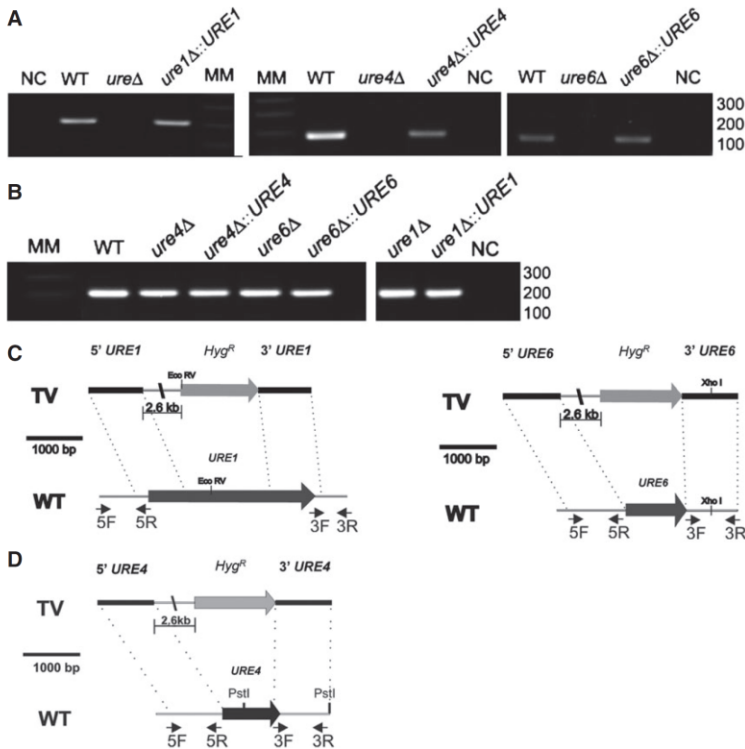 A
NC WT ureΔ ure1Δ::URE1 MM
MM WT ure4Δ ure4Δ::URE4 NC
WT ure6Δ ure6Δ::URE6 NC
300
200
100
B
MM WT ure4Δ ure4Δ::URE4 ure6Δ ure6Δ::URE6
ure1Δ ure1Δ::URE1 NC
300
200
100
C
5' URE1 HygR 3' URE1
Eco RV
TV
2.6 kb
1000 bp
URE1
Eco RV
WT
5F 5R 3F 3R
5' URE6 HygR 3' URE6
Xho I
TV
2.6 kb
1000 bp
URE6
Xho I
WT
5F 5R 3F 3R
D
5' URE4 HygR 3' URE4
TV
2.6kb
1000 bp
URE4
PstI PstI
WT
5F 5R 3F 3R